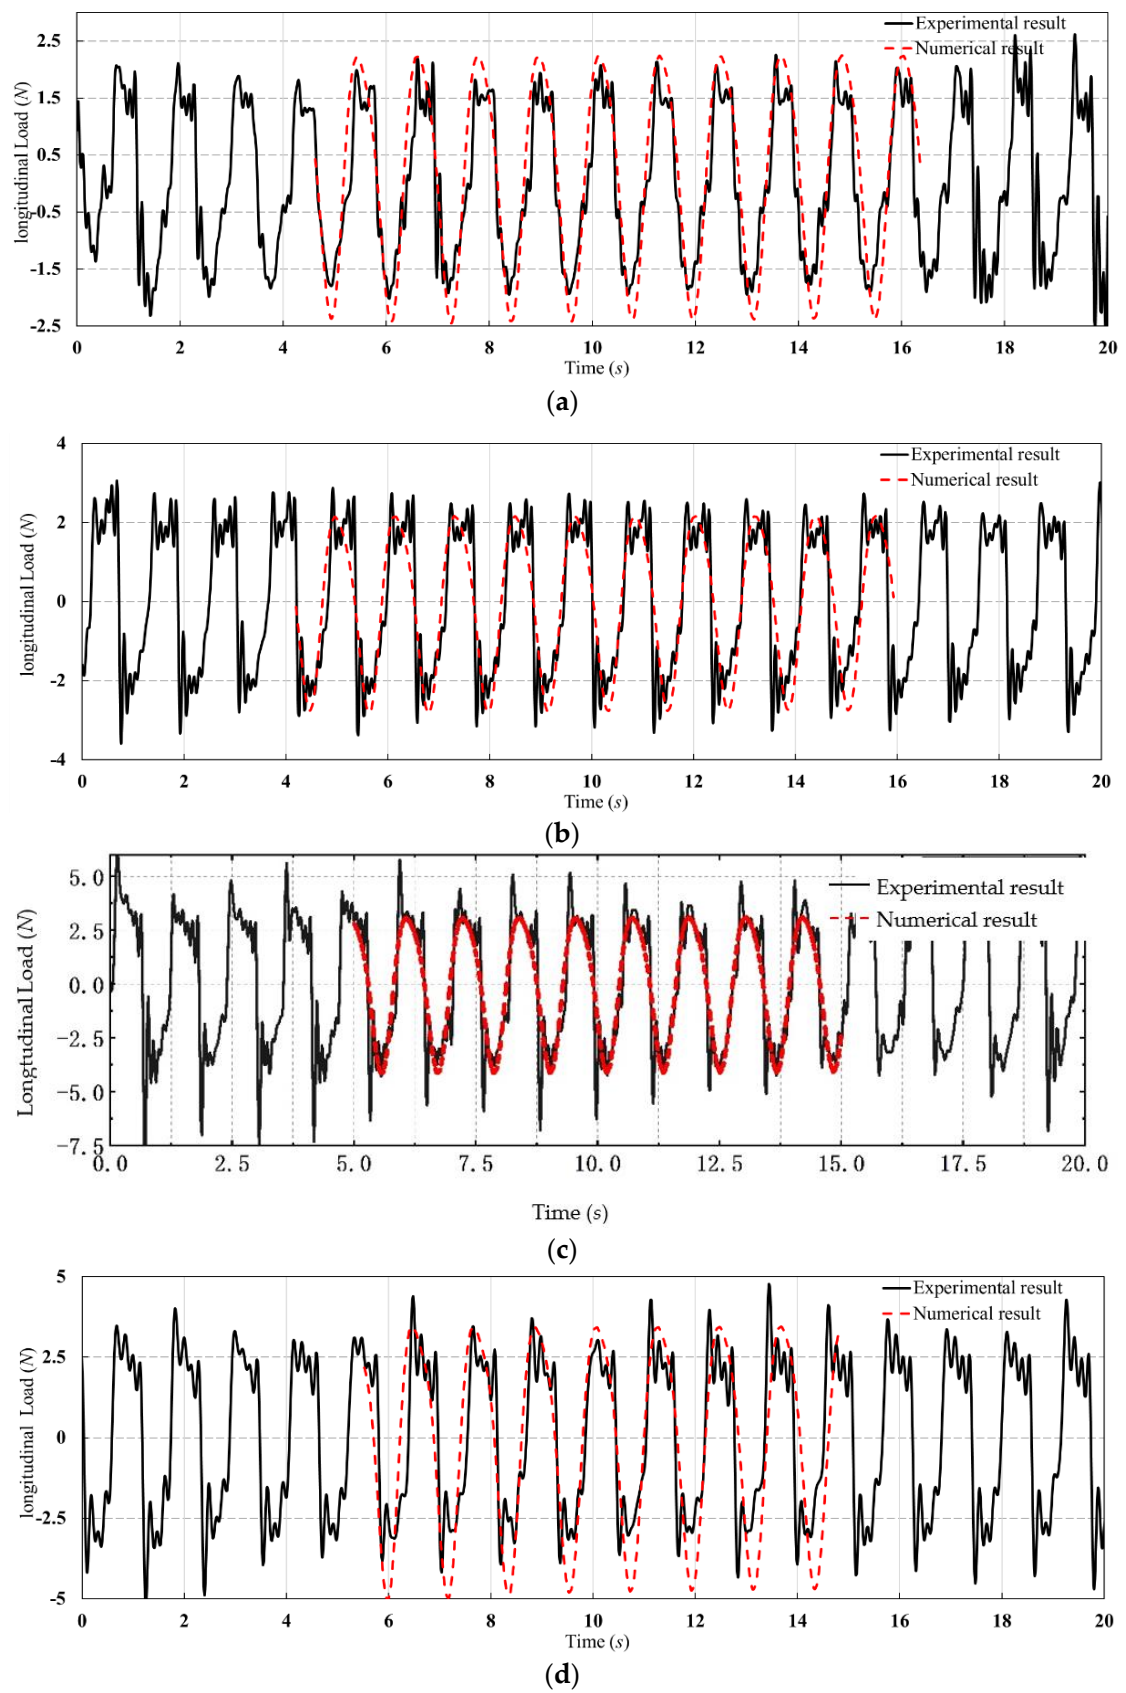 Experimental result
Numerical result
longitudinal Load (N)
2.5
1.5
0.5
-0.5
-1.5
-2.5
0 2 4 6 8 10 12 14 16 18 20
Time (s)
(a)
Experimental result
Numerical result
longitudinal Load (N)
4
2
0
-2
-4
0 2 4 6 8 10 12 14 16 18 20
Time (s)
(b)
Experimental result
Numerical result
Longtudinal Load (N)
5.0
2.5
0.0
-2.5
-5.0
-7.5
0.0 2.5 5.0 7.5 10.0 12.5 15.0 17.5 20.0
Time (s)
(c)
Experimental result
Numerical result
longitudinal Load (N)
5
2.5
0
-2.5
-5
0 2 4 6 8 10 12 14 16 18 20
Time (s)
(d)